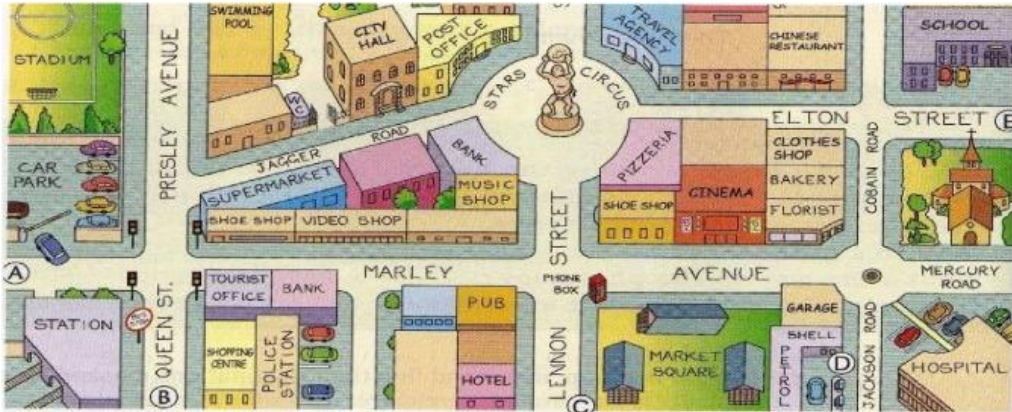 SWIMMING
POOL
STADIUM
PRESLEY AVENUE
CITY
HALL
POST
OFFICE
WC
STARS CIRCUS
TRAVEL
AGENCY
CHINESE
RESTAURANT
SCHOOL
ELTON STREET
E
CAR
PARK
JAGGER ROAD
SUPERMARKET
BANK
MUSIC
SHOP
SHOE SHOP
VIDEO SHOP
PIZZERIA
SHOE SHOP
CINEMA
CLOTHES
SHOP
BAKERY
FLORIST
COBAIN ROAD
A
MARLEY AVENUE
MERCURY
ROAD
LENNON STREET
PHONE
BOX
STATION
BUS
STOP
QUEEN ST.
B
TOURIST
OFFICE
BANK
SHOPPING
CENTRE
POLICE
STATION
PUB
HOTEL
C
MARKET
SQUARE
GARAGE
SHELL
PETROL
D
JACKSON ROAD
HOSPITAL